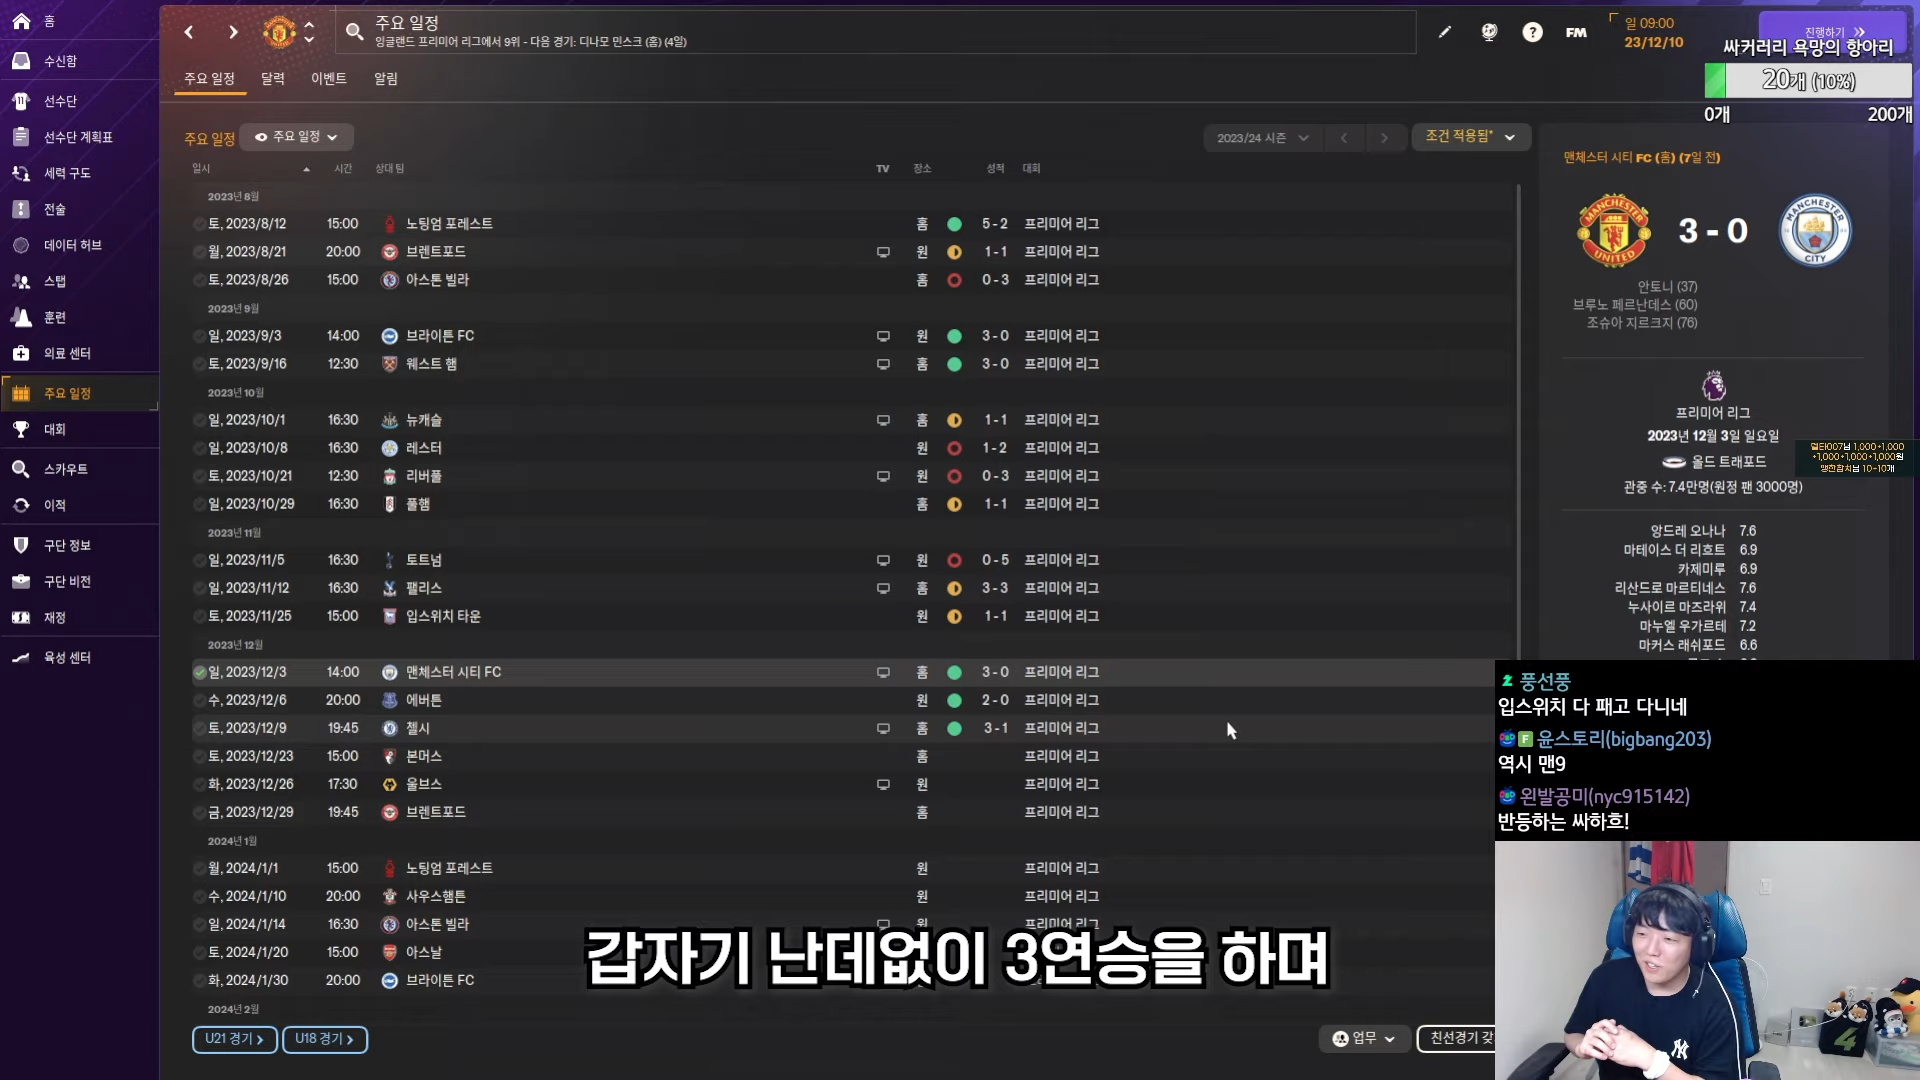 홈
수신함
선수단
선수단 계획표
세력 구도
전술
데이터 허브
스탭
훈련
의료 센터
주요 일정
대회
스카우트
이적
구단 정보
구단 비전
재정
육성 센터
주요 일정
잉글랜드 프리미어 리그에서 9위 - 다음 경기: 디나모 민스크 (홈) (4일)
FM
일 09:00
23/12/10
진행하기
싸커러리 욕망의 항아리
20개 (10%)
0개 200개
주요 일정 달력 이벤트 알림
주요 일정 주요 일정
2023/24 시즌
조건 적용됨*
일시 시간 상대 팀 TV 장소 성적 대회
2023년 8월
토, 2023/8/12 15:00 노팅엄 포레스트 홈 5 - 2 프리미어 리그
월, 2023/8/21 20:00 브렌트포드 원 1 - 1 프리미어 리그
토, 2023/8/26 15:00 아스톤 빌라 홈 0 - 3 프리미어 리그
2023년 9월
일, 2023/9/3 14:00 브라이튼 FC 원 3 - 0 프리미어 리그
토, 2023/9/16 12:30 웨스트 햄 홈 3 - 0 프리미어 리그
2023년 10월
일, 2023/10/1 16:30 뉴캐슬 홈 1 - 1 프리미어 리그
일, 2023/10/8 16:30 레스터 원 1 - 2 프리미어 리그
토, 2023/10/21 12:30 리버풀 원 0 - 3 프리미어 리그
일, 2023/10/29 16:30 풀햄 홈 1 - 1 프리미어 리그
2023년 11월
일, 2023/11/5 16:30 토트넘 원 0 - 5 프리미어 리그
일, 2023/11/12 16:30 팰리스 홈 3 - 3 프리미어 리그
토, 2023/11/25 15:00 입스위치 타운 원 1 - 1 프리미어 리그
2023년 12월
일, 2023/12/3 14:00 맨체스터 시티 FC 홈 3 - 0 프리미어 리그
수, 2023/12/6 20:00 에버튼 원 2 - 0 프리미어 리그
토, 2023/12/9 19:45 첼시 홈 3 - 1 프리미어 리그
토, 2023/12/23 15:00 본머스 홈 프리미어 리그
화, 2023/12/26 17:30 울브스 원 프리미어 리그
금, 2023/12/29 19:45 브렌트포드 홈 프리미어 리그
2024년 1월
월, 2024/1/1 15:00 노팅엄 포레스트 원 프리미어 리그
수, 2024/1/10 20:00 사우스햄튼 원 프리미어 리그
일, 2024/1/14 16:30 아스톤 빌라 원 프리미어 리그
토, 2024/1/20 15:00 아스날
화, 2024/1/30 20:00 브라이튼 FC
2024년 2월
갑자기 난데없이 3연승을 하며
U21 경기 U18 경기
업무
친선경기 갖
맨체스터 시티 FC (홈) (7일 전)
MANCHESTER UNITED
3 - 0
MANCHESTER CITY
안토니 (37)
브루노 페르난데스 (60)
조슈아 지르크지 (76)
프리미어 리그
2023년 12월 3일 일요일
올드 트래포드
관중 수: 7.4만명(원정 팬 3000명)
1,000+1,000
+1,000+1,000+1,000원
10-10개
앙드레 오나나 7.6
마테이스 더 리흐트 6.9
카제미루 6.9
리산드로 마르티네스 7.6
누사이르 마즈라위 7.4
마누엘 우가르테 7.2
마커스 래쉬포드 6.6
풍선풍
입스위치 다 패고 다니네
윤스토리(bigbang203)
역시 맨9
왼발공미(nyc915142)
반등하는 싸하흐!
NY
4